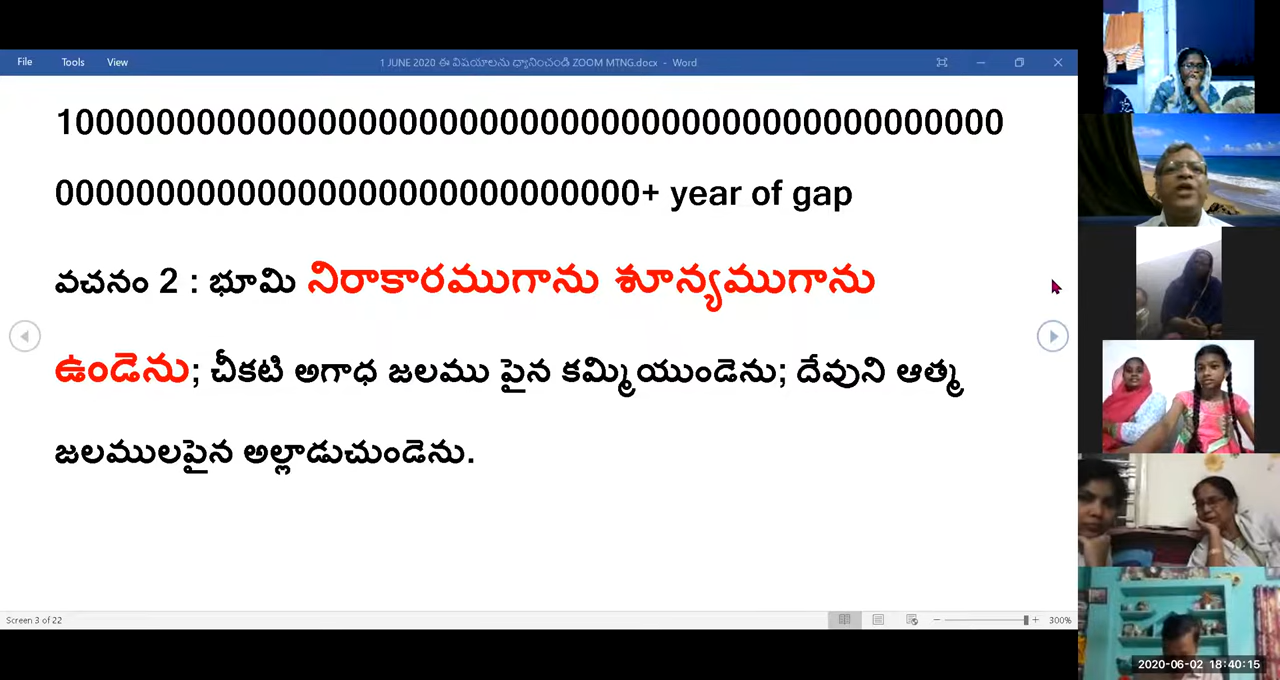 File Tools View 1 JUNE 2020 ఈ విషయాలను ధ్యానించండి ZOOM MTNG.docx - Word
10000000000000000000000000000000000000000000000
00000000000000000000000000000+ year of gap
వచనం 2 : భూమి నిరాకారముగాను శూన్యముగాను
ఉండెను; చీకటి అగాధ జలము పైన కమ్మియుండెను; దేవుని ఆత్మ
జలములపైన అల్లాడుచుండెను.
Screen 3 of 22 300%
2020-06-02 18:40:15